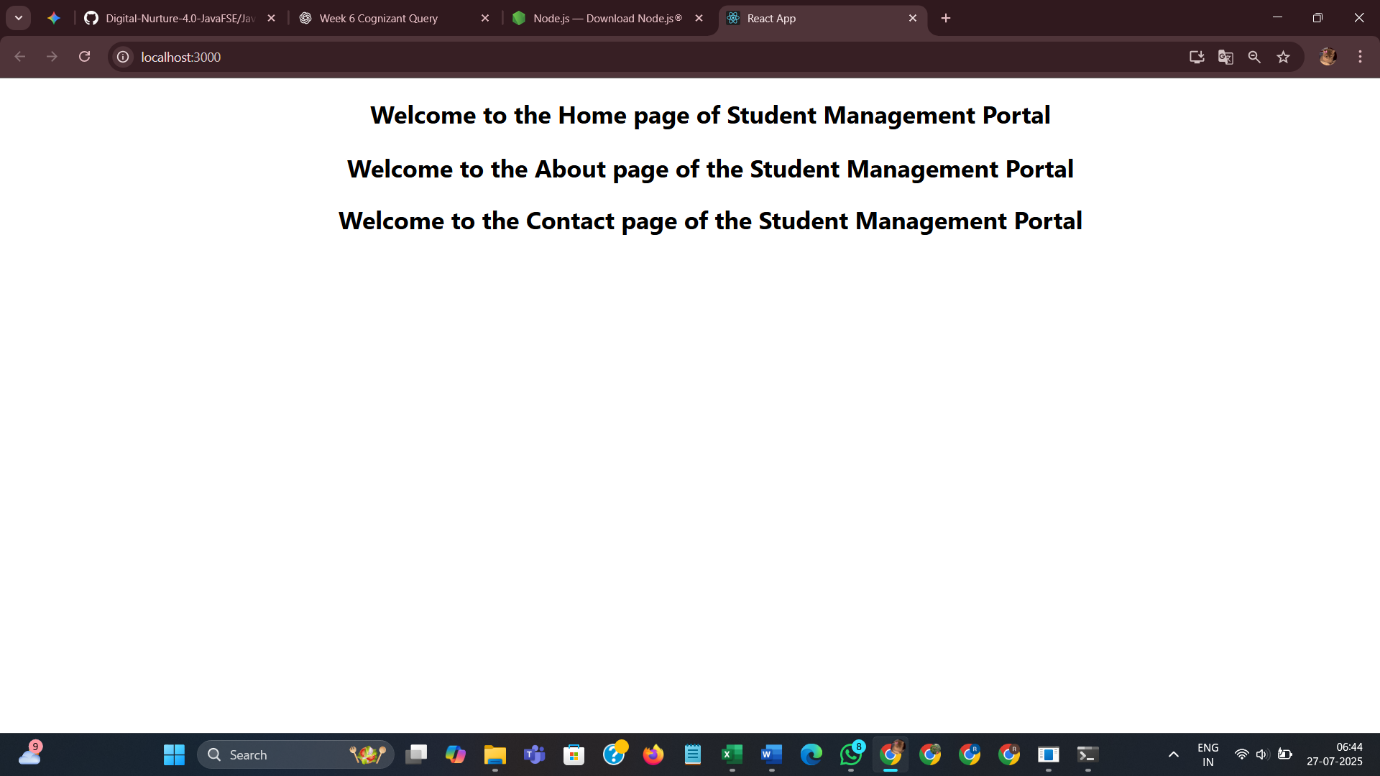 Digital-Nurture-4.0-JavaFSE/Jav
Week 6 Cognizant Query
Node.js — Download Node.js®
React App
localhost:3000
Welcome to the Home page of Student Management Portal
Welcome to the About page of the Student Management Portal
Welcome to the Contact page of the Student Management Portal
9
Search
8
ENG
IN
06:44
27-07-2025